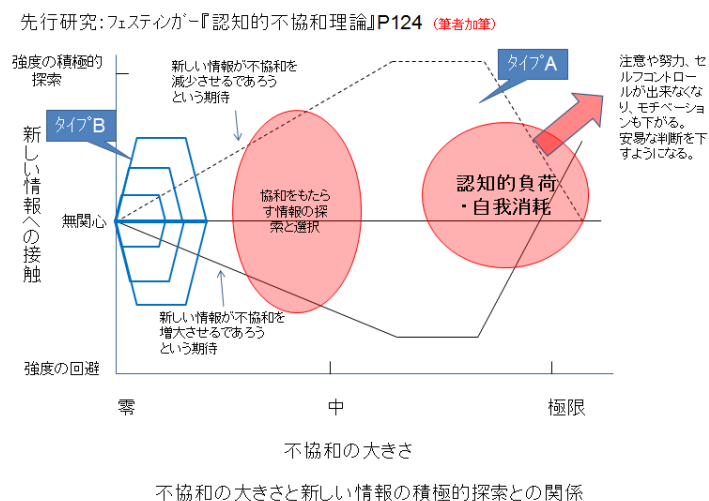 先行研究：フェスティンガー『認知的不協和理論』P124 （筆者加筆）
強度の積極的
探索
新しい情報が不協和を
減少させるであろう
という期待
タイプA
注意や努力、セ
ルフコントロー
ルが出来なくな
り、モチベーショ
ンも下がる。
安易な判断を下
すようになる。
タイプB
新しい情報への接触
無関心
協和をもたら
す情報の探
索と選択
認知的負荷
・自我消耗
新しい情報が不協和を
増大させるであろう
という期待
強度の回避
零
中
極限
不協和の大きさ
不協和の大きさと新しい情報の積極的探索との関係